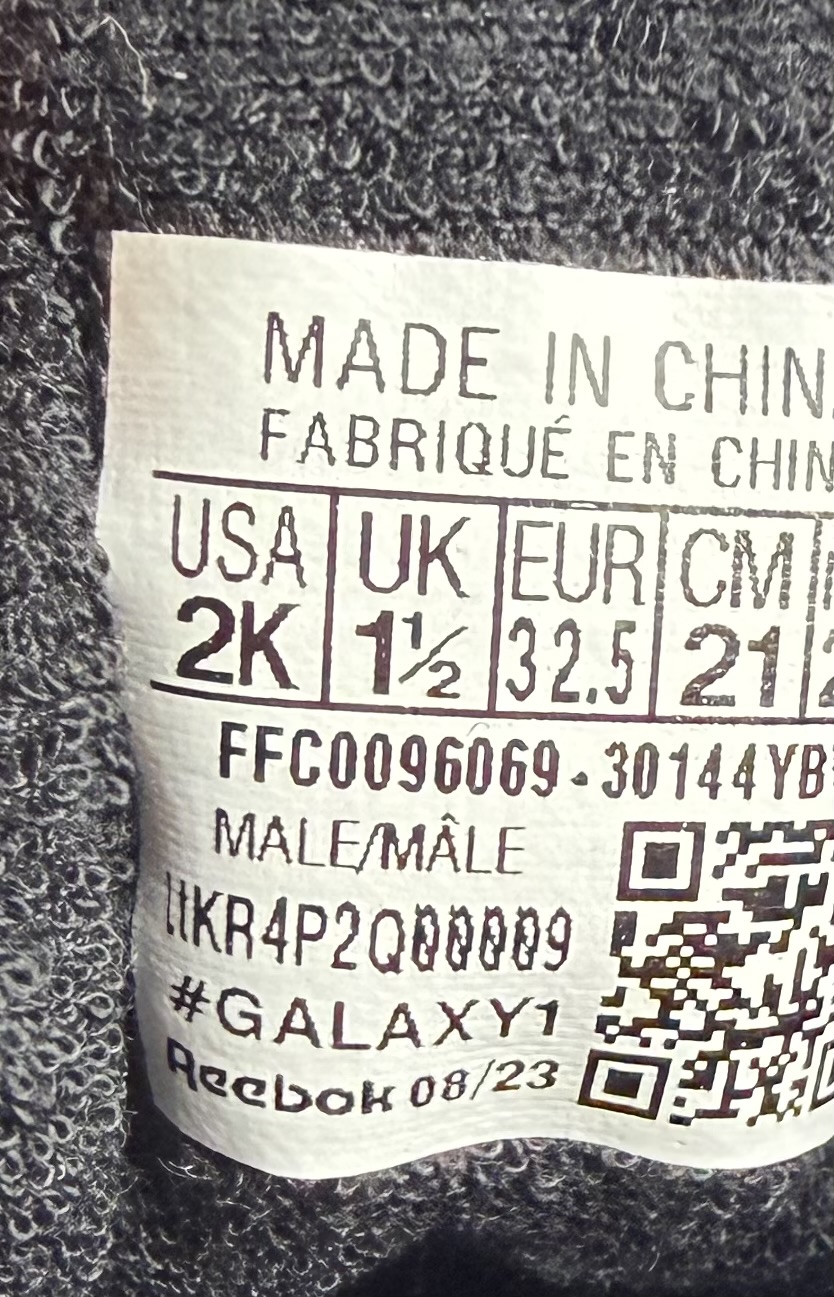 MADE IN CHIN
FABRIQUÉ EN CHIN
USA UK EUR CM
2K 1½ 32.5 21
FFC0096069-30144YB
MALE/MÂLE
#GALAXY1
Reebok 08/23